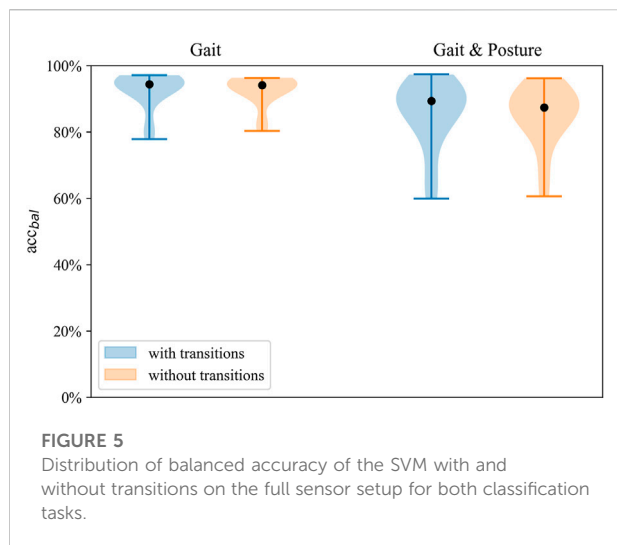 Gait Gait & Posture
100%
80%
60%
40%
20%
0%
acc_bal
with transitions
without transitions
FIGURE 5
Distribution of balanced accuracy of the SVM with and
without transitions on the full sensor setup for both classification
tasks.